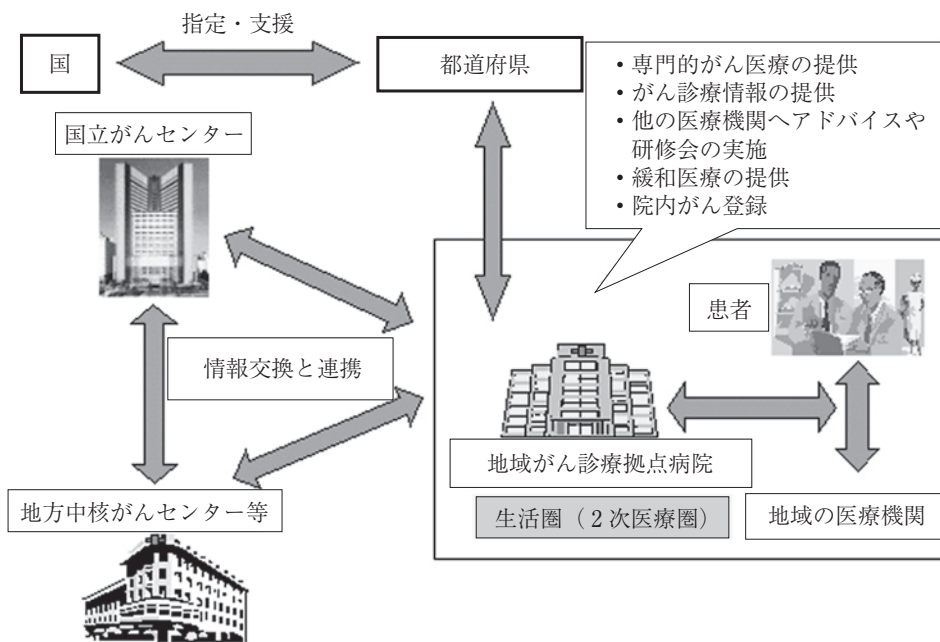 指定・支援
国
都道府県
・専門的がん医療の提供
・がん診療情報の提供
・他の医療機関へアドバイスや
研修会の実施
・緩和医療の提供
・院内がん登録
国立がんセンター
患者
情報交換と連携
地域がん診療拠点病院
地方中核がんセンター等
生活圏（2次医療圏）
地域の医療機関